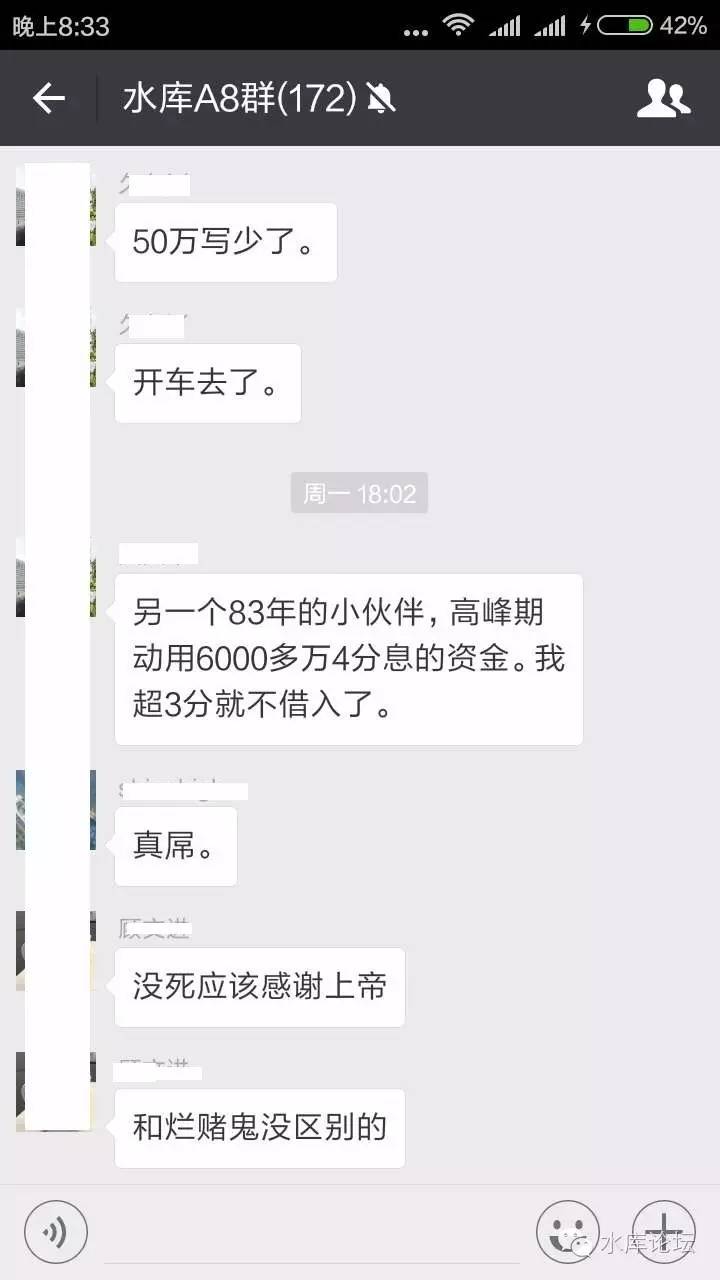 晚上8:33
42%
水库A8群(172)
50万写少了。
开车去了。
周一 18:02
另一个83年的小伙伴，高峰期
动用6000多万4分息的资金。我
超3分就不借入了。
真屌。
没死应该感谢上帝
和烂赌鬼没区别的
水库论坛